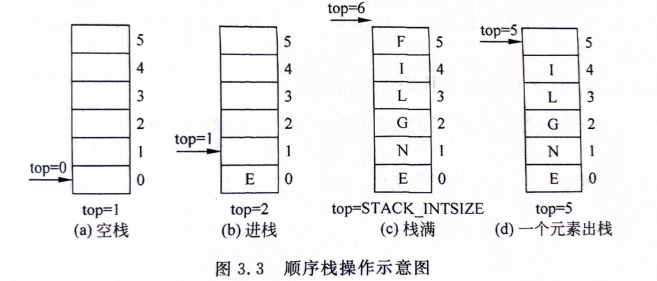 top=6
top=5
top=1
top=0
5
4
3
2
1
0
5
4
3
2
1
E 0
F 5
I 4
L 3
G 2
N 1
E 0
5
I 4
L 3
G 2
N 1
E 0
top=1 top=2 top=STACK_INTSIZE top=5
(a) 空栈 (b) 进栈 (c) 栈满 (d) 一个元素出栈
图 3.3 顺序栈操作示意图